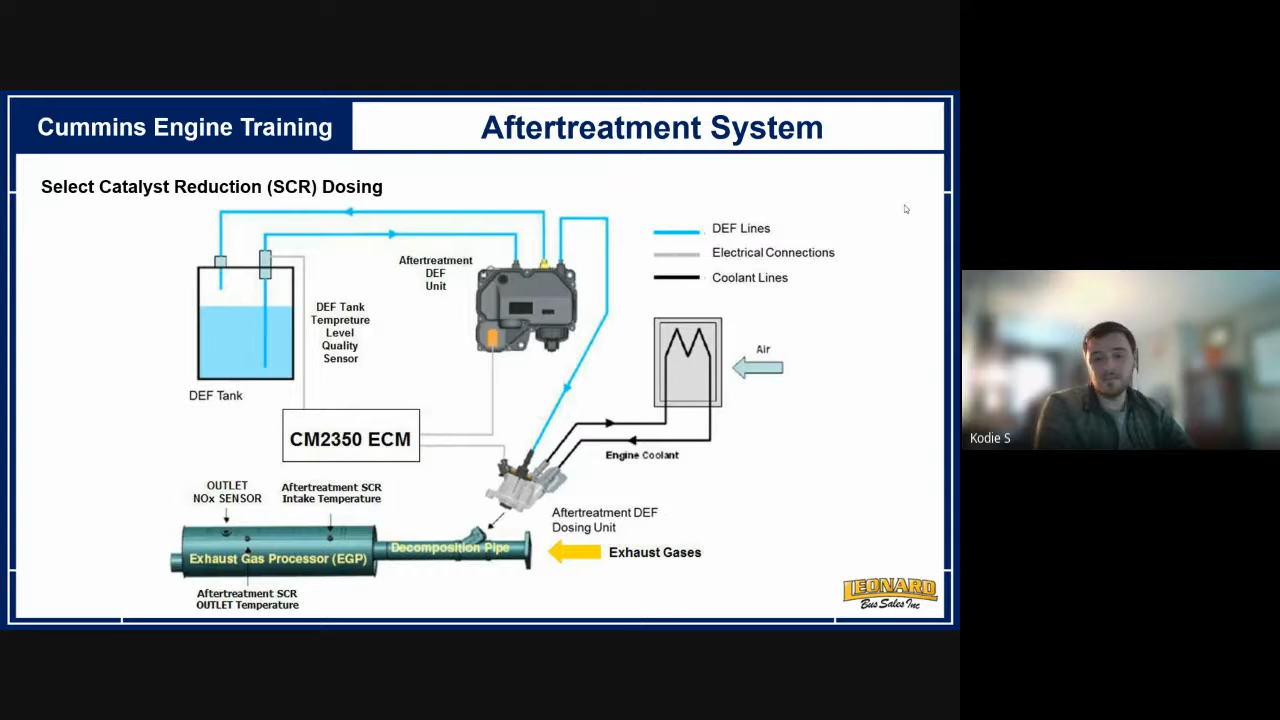 Cummins Engine Training
Aftertreatment System
Select Catalyst Reduction (SCR) Dosing
DEF Lines
Electrical Connections
Coolant Lines
Aftertreatment
DEF
Unit
DEF Tank
Tempreture
Level
Quality
Sensor
DEF Tank
Air
CM2350 ECM
Engine Coolant
OUTLET
NOx SENSOR
Aftertreatment SCR
Intake Temperature
Aftertreatment DEF
Dosing Unit
Exhaust Gas Processor (EGP)
Decomposition Pipe
Exhaust Gases
Aftertreatment SCR
OUTLET Temperature
LEONARD
Bus Sales Inc
Kodie S